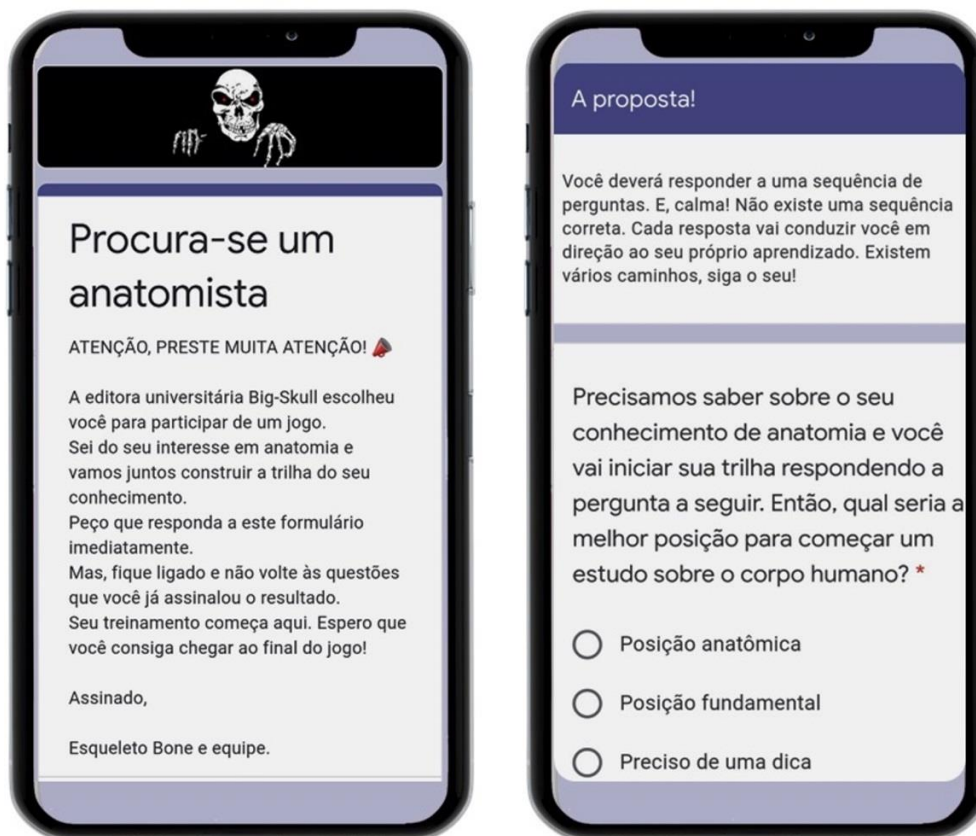 Procura-se um
anatomista
ATENÇÃO, PRESTE MUITA ATENÇÃO!
A editora universitária Big-Skull escolheu
você para participar de um jogo.
Sei do seu interesse em anatomia e
vamos juntos construir a trilha do seu
conhecimento.
Peço que responda a este formulário
imediatamente.
Mas, fique ligado e não volte às questões
que você já assinalou o resultado.
Seu treinamento começa aqui. Espero que
você consiga chegar ao final do jogo!
Assinado,
Esqueleto Bone e equipe.
A proposta!
Você deverá responder a uma sequência de
perguntas. E, calma! Não existe uma sequência
correta. Cada resposta vai conduzir você em
direção ao seu próprio aprendizado. Existem
vários caminhos, siga o seu!
Precisamos saber sobre o seu
conhecimento de anatomia e você
vai iniciar sua trilha respondendo a
pergunta a seguir. Então, qual seria a
melhor posição para começar um
estudo sobre o corpo humano? *
Posição anatômica
Posição fundamental
Preciso de uma dica